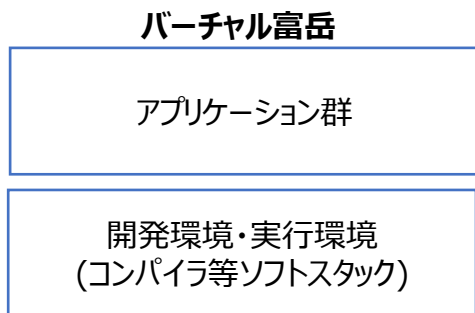 バーチャル富岳
アプリケーション群
開発環境・実行環境
(コンパイラ等ソフトスタック)